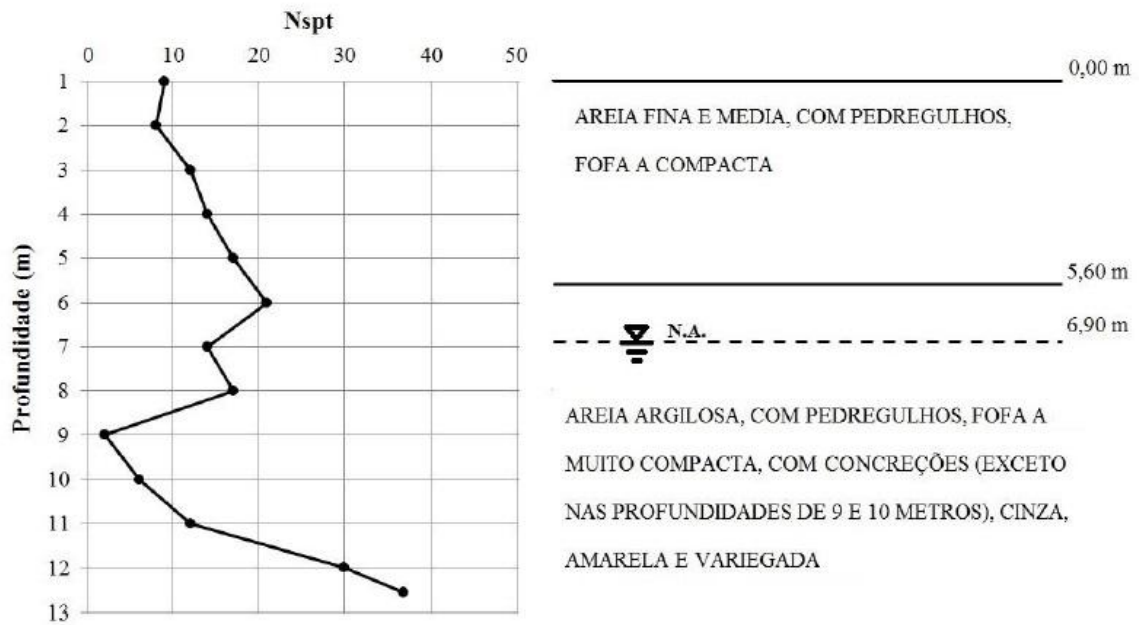 Nspt
0 10 20 30 40 50
1
2
3
4
5
6
7
8
9
10
11
12
13
Profundidade (m)
0,00 m
AREIA FINA E MEDIA, COM PEDREGULHOS,
FOFA A COMPACTA
5,60 m
6,90 m
N.A.
AREIA ARGILOSA, COM PEDREGULHOS, FOFA A
MUITO COMPACTA, COM CONCREÇÕES (EXCETO
NAS PROFUNDIDADES DE 9 E 10 METROS), CINZA,
AMARELA E VARIEGADA